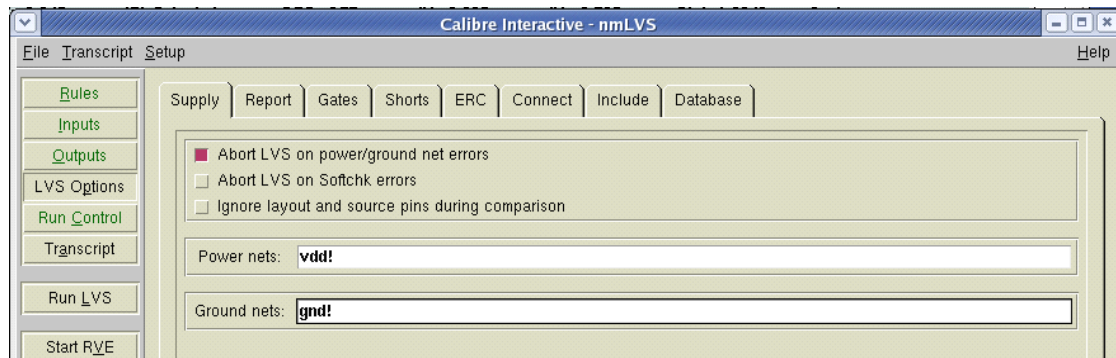 Calibre Interactive - nmLVS
File Transcript Setup Help
Rules
Inputs
Outputs
LVS Options
Run Control
Transcript
Run LVS
Start RVE
Supply Report Gates Shorts ERC Connect Include Database
Abort LVS on power/ground net errors
Abort LVS on Softchk errors
Ignore layout and source pins during comparison
Power nets: vdd!
Ground nets: gnd!